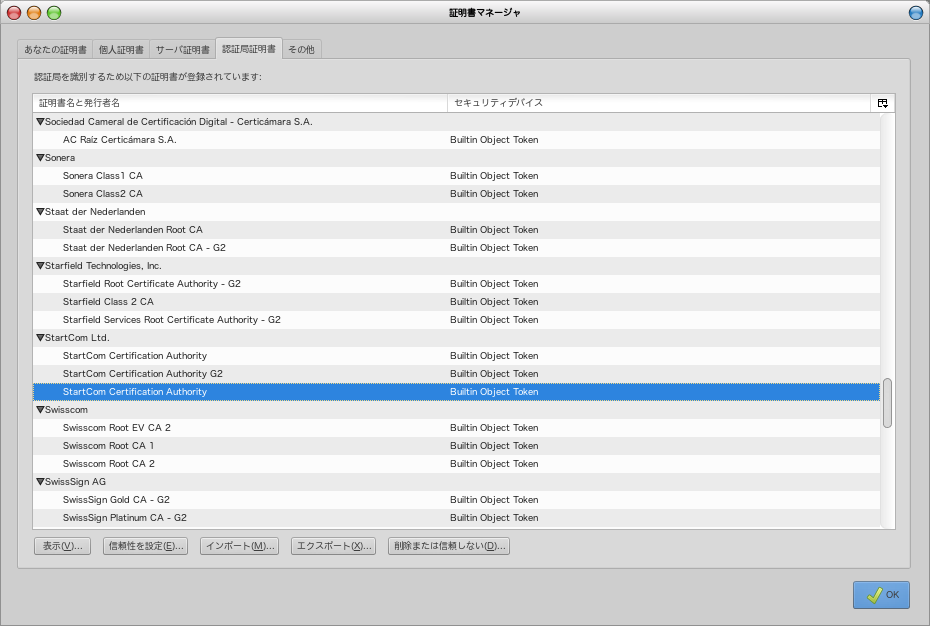 証明書マネージャ
あなたの証明書 個人証明書 サーバ証明書 認証局証明書 その他
認証局を識別するため以下の証明書が登録されています:
証明書名と発行者名 セキュリティデバイス
Sociedad Cameral de Certificación Digital - Certicámara S.A.
AC Raíz Certicámara S.A. Builtin Object Token
Sonera
Sonera Class1 CA Builtin Object Token
Sonera Class2 CA Builtin Object Token
Staat der Nederlanden
Staat der Nederlanden Root CA Builtin Object Token
Staat der Nederlanden Root CA - G2 Builtin Object Token
Starfield Technologies, Inc.
Starfield Root Certificate Authority - G2 Builtin Object Token
Starfield Class 2 CA Builtin Object Token
Starfield Services Root Certificate Authority - G2 Builtin Object Token
StartCom Ltd.
StartCom Certification Authority Builtin Object Token
StartCom Certification Authority G2 Builtin Object Token
StartCom Certification Authority Builtin Object Token
Swisscom
Swisscom Root EV CA 2 Builtin Object Token
Swisscom Root CA 1 Builtin Object Token
Swisscom Root CA 2 Builtin Object Token
SwissSign AG
SwissSign Gold CA - G2 Builtin Object Token
SwissSign Platinum CA - G2 Builtin Object Token
表示(V)... 信頼性を設定(E)... インポート(M)... エクスポート(X)... 削除または信頼しない(D)...
OK